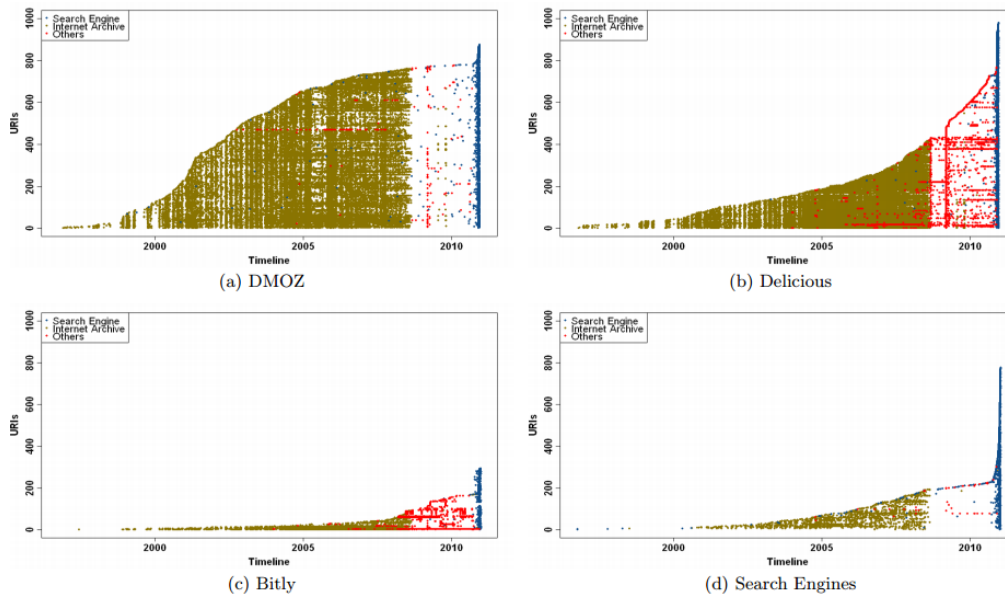 Search Engine
Internet Archive
Others
URIs
1000
800
600
400
200
0
2000 2005 2010
Timeline
(a) DMOZ
Search Engine
Internet Archive
Others
URIs
1000
800
600
400
200
0
2000 2005 2010
Timeline
(b) Delicious
Search Engine
Internet Archive
Others
URIs
1000
800
600
400
200
0
2000 2005 2010
Timeline
(c) Bitly
Search Engine
Internet Archive
Others
URIs
1000
800
600
400
200
0
2000 2005 2010
Timeline
(d) Search Engines